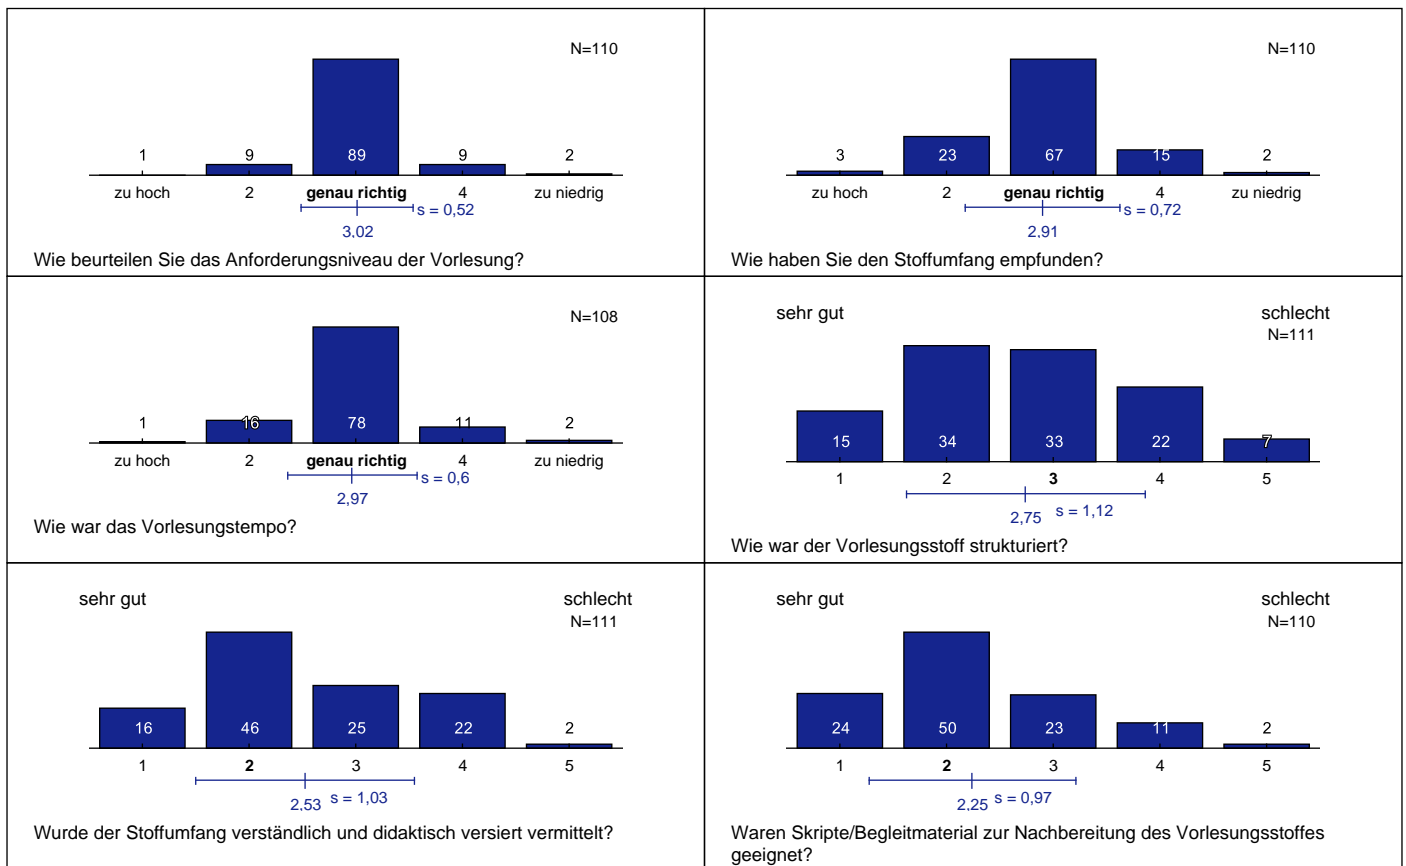 N=110
1 9 89 9 2
zu hoch 2 genau richtig 4 zu niedrig
s = 0,52
3,02
Wie beurteilen Sie das Anforderungsniveau der Vorlesung?
N=110
3 23 67 15 2
zu hoch 2 genau richtig 4 zu niedrig
s = 0,72
2,91
Wie haben Sie den Stoffumfang empfunden?
N=108
1 16 78 11 2
zu hoch 2 genau richtig 4 zu niedrig
s = 0,6
2,97
Wie war das Vorlesungstempo?
sehr gut schlecht
N=111
15 34 33 22 7
1 2 3 4 5
2,75 s = 1,12
Wie war der Vorlesungsstoff strukturiert?
sehr gut schlecht
N=111
16 46 25 22 2
1 2 3 4 5
2,53 s = 1,03
Wurde der Stoffumfang verständlich und didaktisch versiert vermittelt?
sehr gut schlecht
N=110
24 50 23 11 2
1 2 3 4 5
2,25 s = 0,97
Waren Skripte/Begleitmaterial zur Nachbereitung des Vorlesungsstoffes
geeignet?